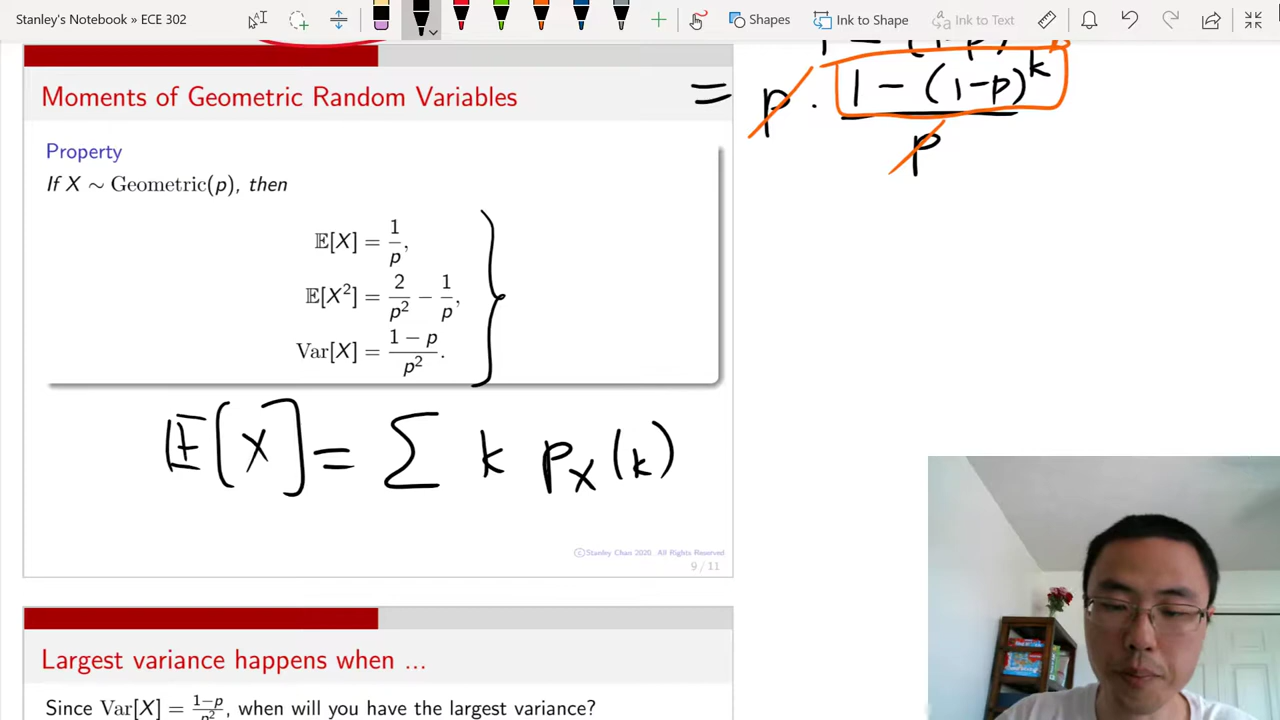 Stanley's Notebook » ECE 302
Shapes
Ink to Shape
Ink to Text
Moments of Geometric Random Variables
Property
If X ∼ Geometric(p), then
𝔼[X] = 1/p,
𝔼[X²] = 2/p² − 1/p,
Var[X] = (1 − p)/p².
𝔼[X] = ∑ k p_X(k)
= p · (1 − (1−p)^k)/p
©Stanley Chan 2020. All Rights Reserved
9 / 11
Largest variance happens when ...
Since Var[X] = (1−p)/p², when will you have the largest variance?